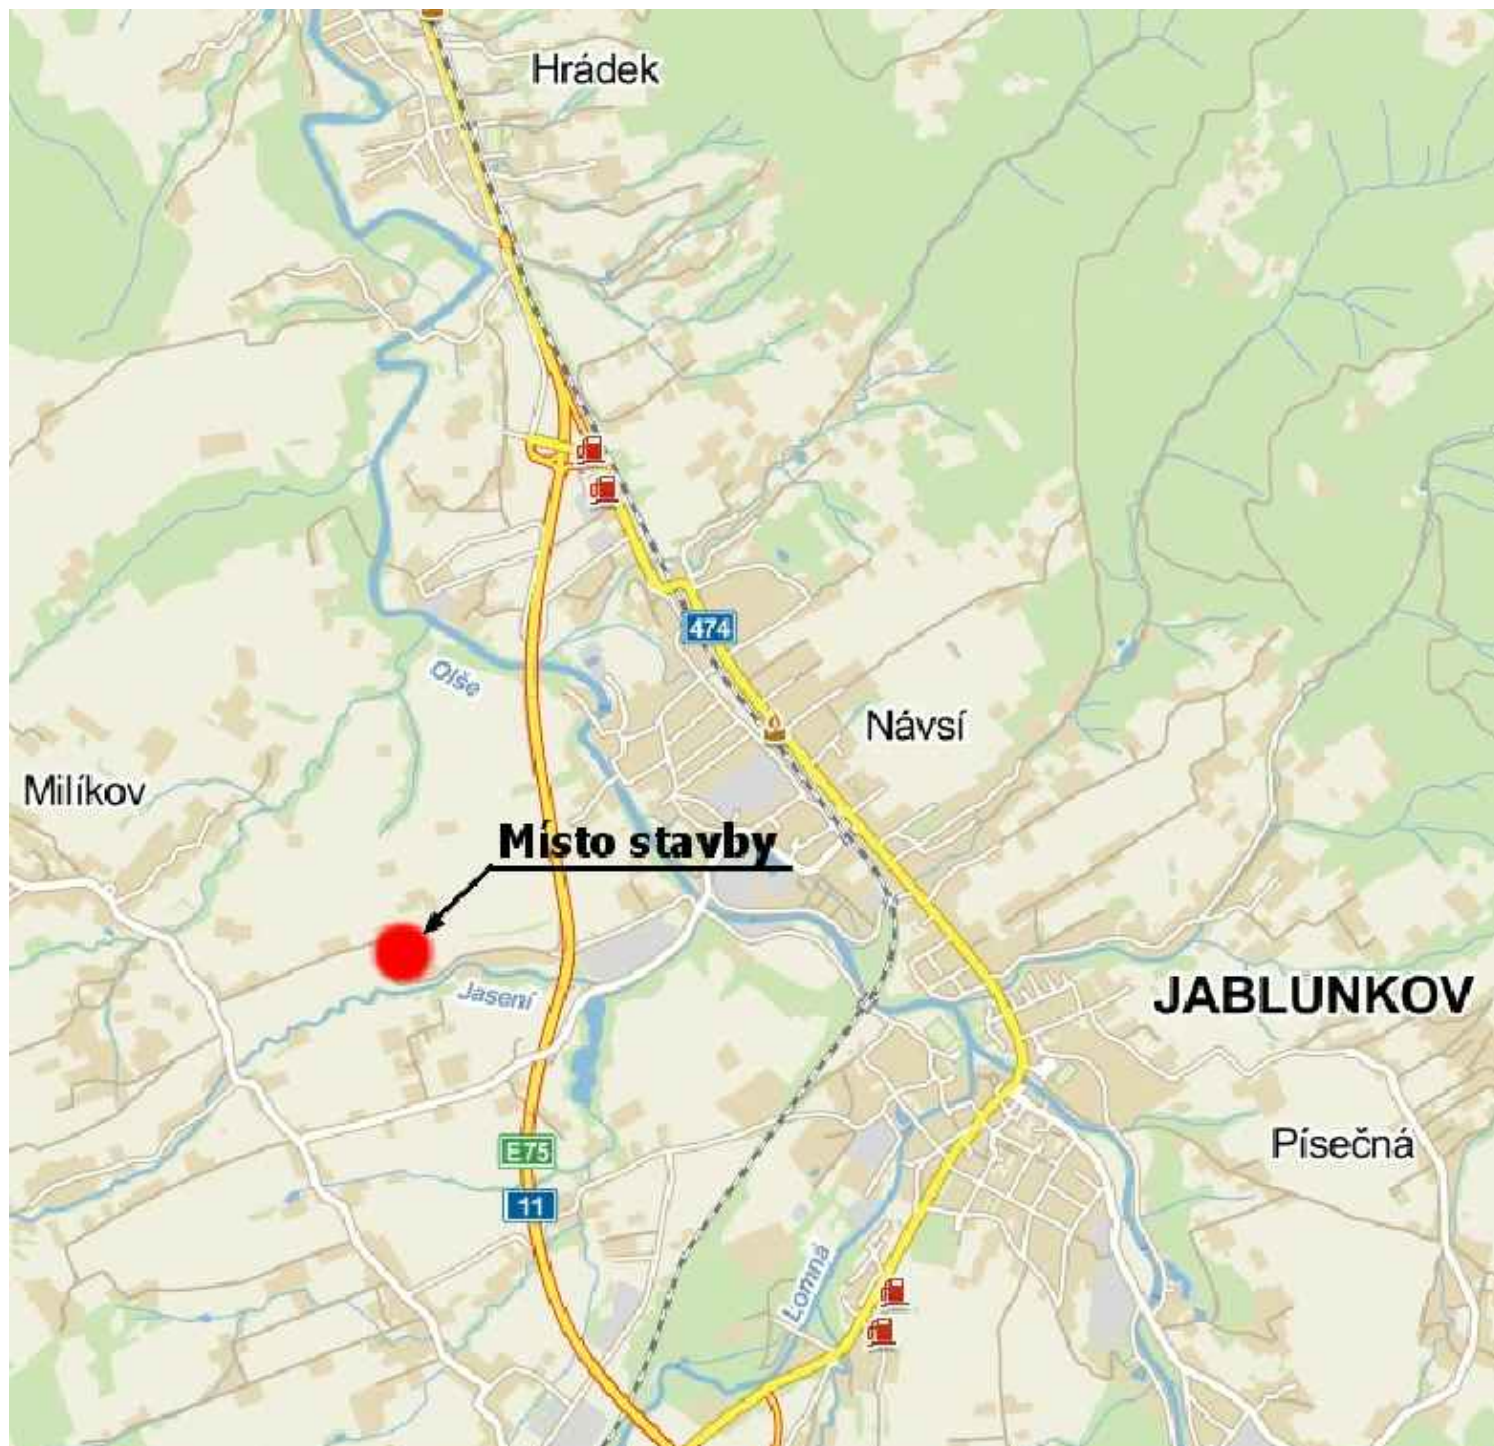 Hrádek
474
Olše
Návsí
Milíkov
Místo stavby
Jasení
JABLUNKOV
E75
Písečná
11
Lomná